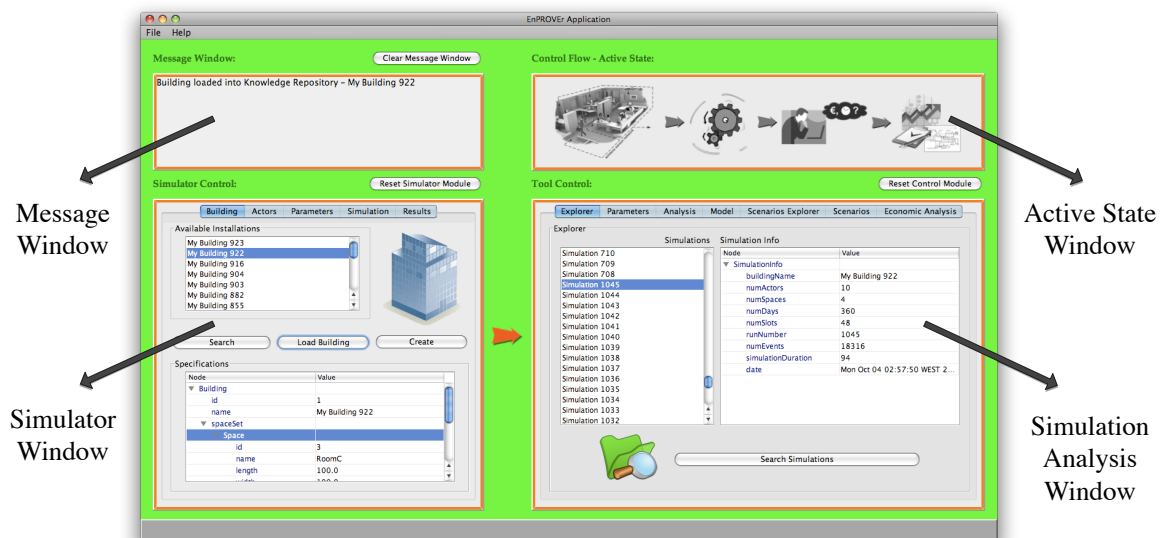 EnPROVEr Application
File Help
Message Window:
Clear Message Window
Building loaded into Knowledge Repository - My Building 922
Control Flow - Active State:
€, ?
Simulator Control:
Reset Simulator Module
Building Actors Parameters Simulation Results
Available Installations
My Building 923
My Building 922
My Building 916
My Building 904
My Building 903
My Building 882
My Building 855
Search Load Building Create
Specifications
Node Value
Building
id 1
name My Building 922
spaceSet
Space
id 3
name RoomC
length 100.0
width 100.0
Tool Control:
Reset Control Module
Explorer Parameters Analysis Model Scenarios Explorer Scenarios Economic Analysis
Explorer
Simulations
Simulation 710
Simulation 709
Simulation 708
Simulation 1045
Simulation 1044
Simulation 1043
Simulation 1042
Simulation 1041
Simulation 1040
Simulation 1039
Simulation 1038
Simulation 1037
Simulation 1036
Simulation 1035
Simulation 1034
Simulation 1033
Simulation 1032
Simulation Info
Node Value
SimulationInfo
buildingName My Building 922
numActors 10
numSpaces 4
numDays 360
numSlots 48
runNumber 1045
numEvents 18316
simulationDuration 94
date Mon Oct 04 02:57:50 WEST 2...
Search Simulations
Message
Window
Simulator
Window
Active State
Window
Simulation
Analysis
Window